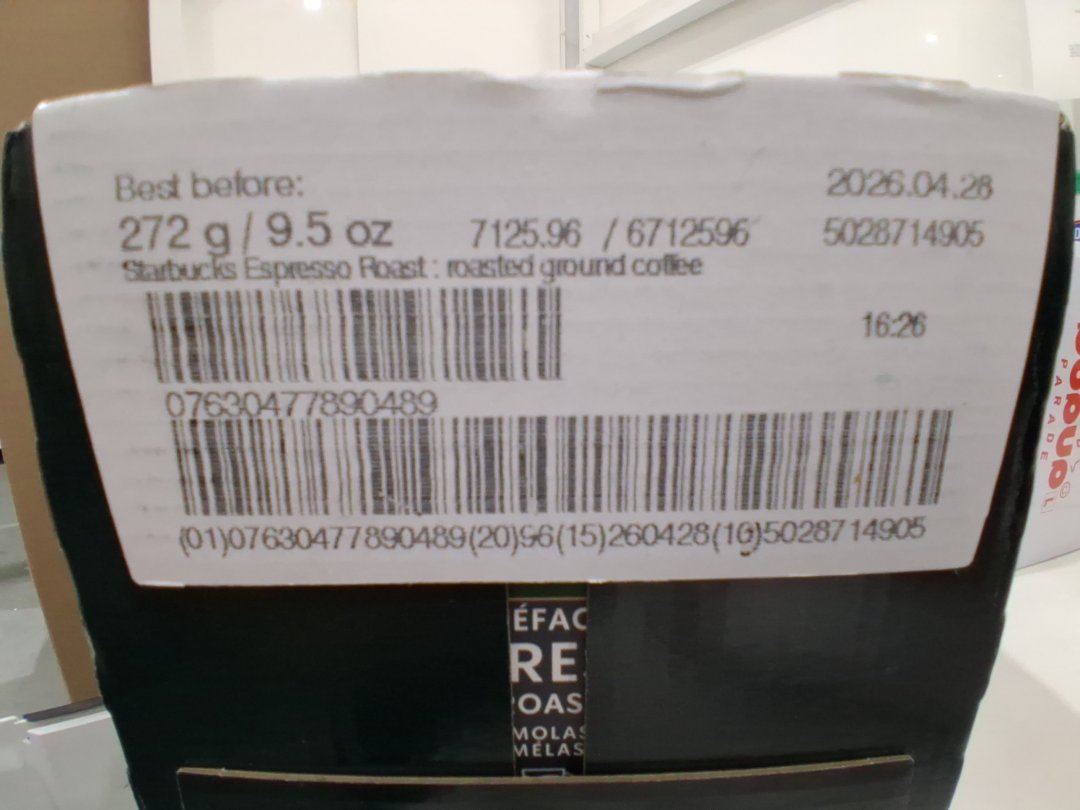 Best before:
2026.04.28
272 g / 9.5 oz 7125.96 / 6712596 5028714905
Starbucks Espresso Roast : roasted ground coffee
16:26
07630477890489
(01)07630477890489(20)96(15)260428(10)5028714905
ÉFAC
RE
OAS
MOLAS
MÉLAS
PARADE